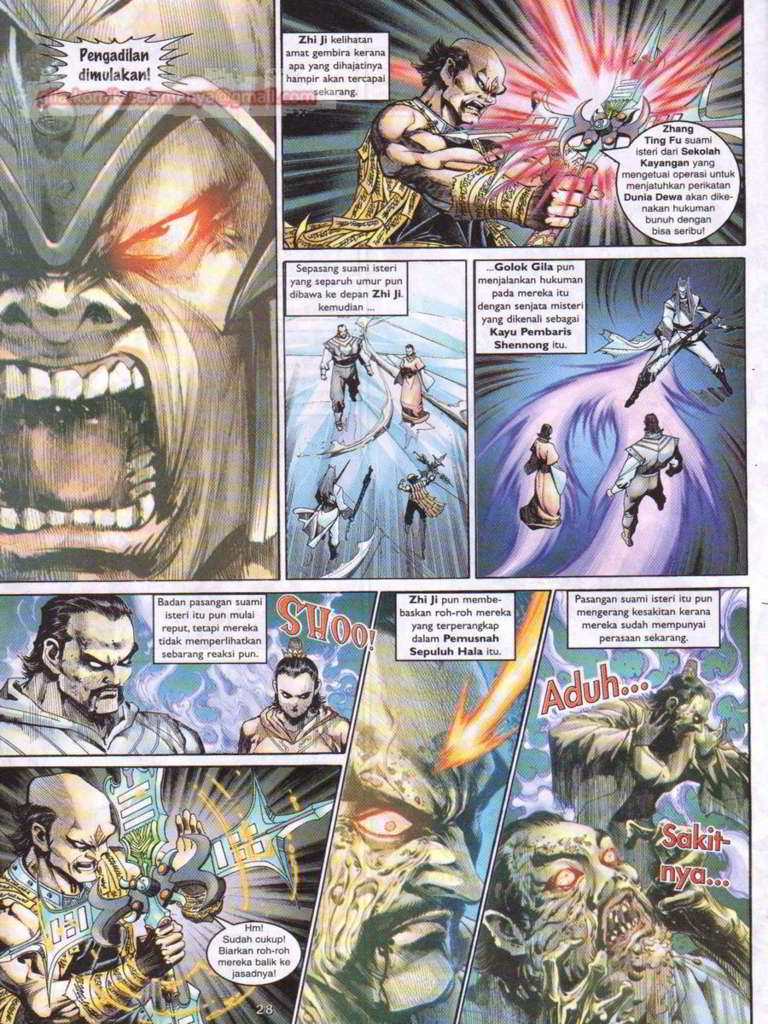 Pengadilan
dimulakan!
Zhi Ji kelihatan
amat gembira kerana
apa yang dihajatinya
hampir akan tercapai
sekarang.
Zhang
Ting Fu suami
isteri dari Sekolah
Kayangan yang
mengetuai operasi untuk
menjatuhkan perikatan
Dunia Dewa akan dike-
nakan hukuman
bunuh dengan
bisa seribu!
Sepasang suami isteri
yang separuh umur pun
dibawa ke depan Zhi Ji.
kemudian ...
...Golok Gila pun
menjalankan hukuman
pada mereka itu
dengan senjata misteri
yang dikenali sebagai
Kayu Pembaris
Shennong itu.
Badan pasangan suami
isteri itu pun mulai
reput, tetapi mereka
tidak memperlihatkan
sebarang reaksi pun.
SHOO!
Zhi Ji pun membe-
baskan roh-roh mereka
yang terperangkap
dalam Pemusnah
Sepuluh Hala itu.
Pasangan suami isteri itu pun
mengerang kesakitan kerana
mereka sudah mempunyai
perasaan sekarang.
Aduh...
Sakit-
nya...
Hm!
Sudah cukup!
Biarkan roh-roh
mereka balik ke
jasadnya!
28